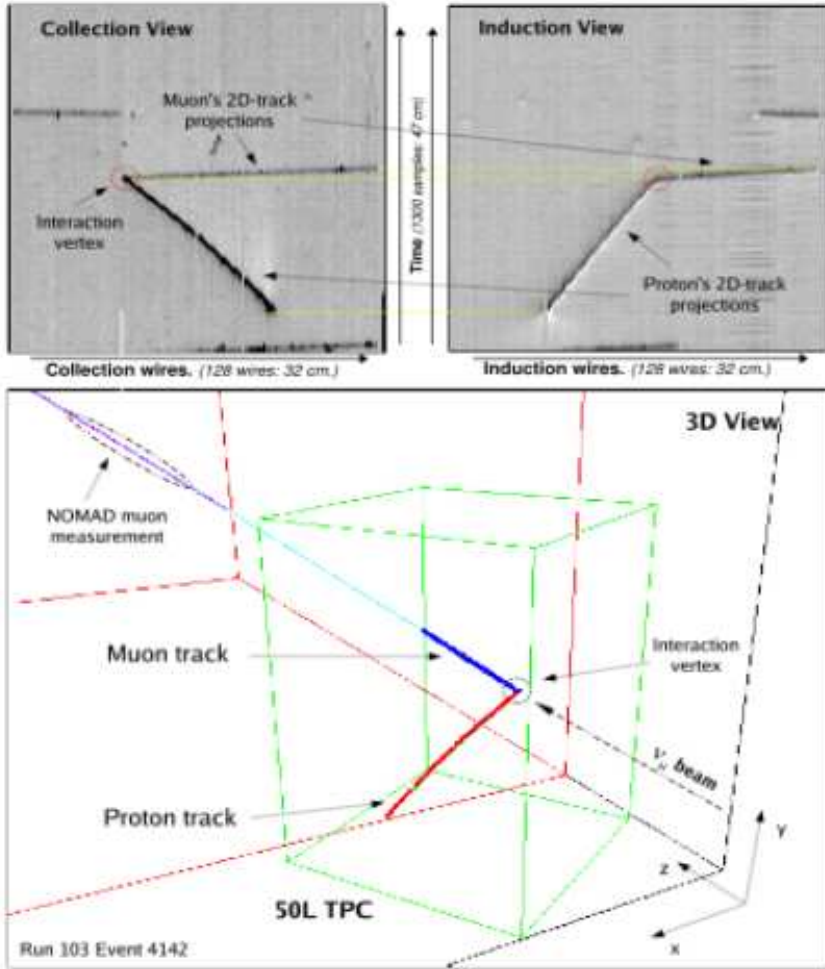 Collection View
Muon's 2D-track
projections
Interaction
vertex
Collection wires. (128 wires: 32 cm.)
Time (1300 samples: 47 cm)
Induction View
Proton's 2D-track
projections
Induction wires. (128 wires: 32 cm.)
3D View
NOMAD muon
measurement
Muon track
Interaction
vertex
Proton track
νμ beam
Y
Z
X
50L TPC
Run 103 Event 4142